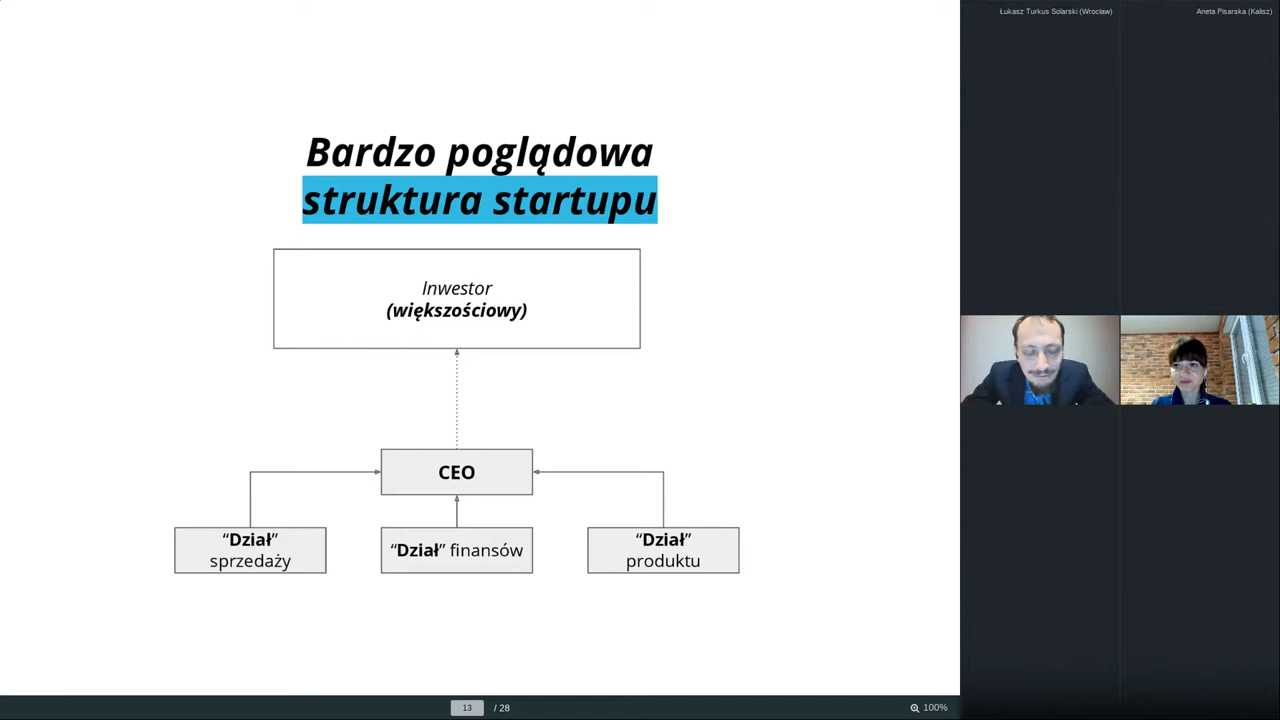 Łukasz Turkus Solarski (Wrocław)
Aneta Pisarska (Kalisz)
Bardzo poglądowa
struktura startupu
Inwestor
(większościowy)
CEO
“Dział”
sprzedaży
“Dział” finansów
“Dział”
produktu
13 / 28
100%